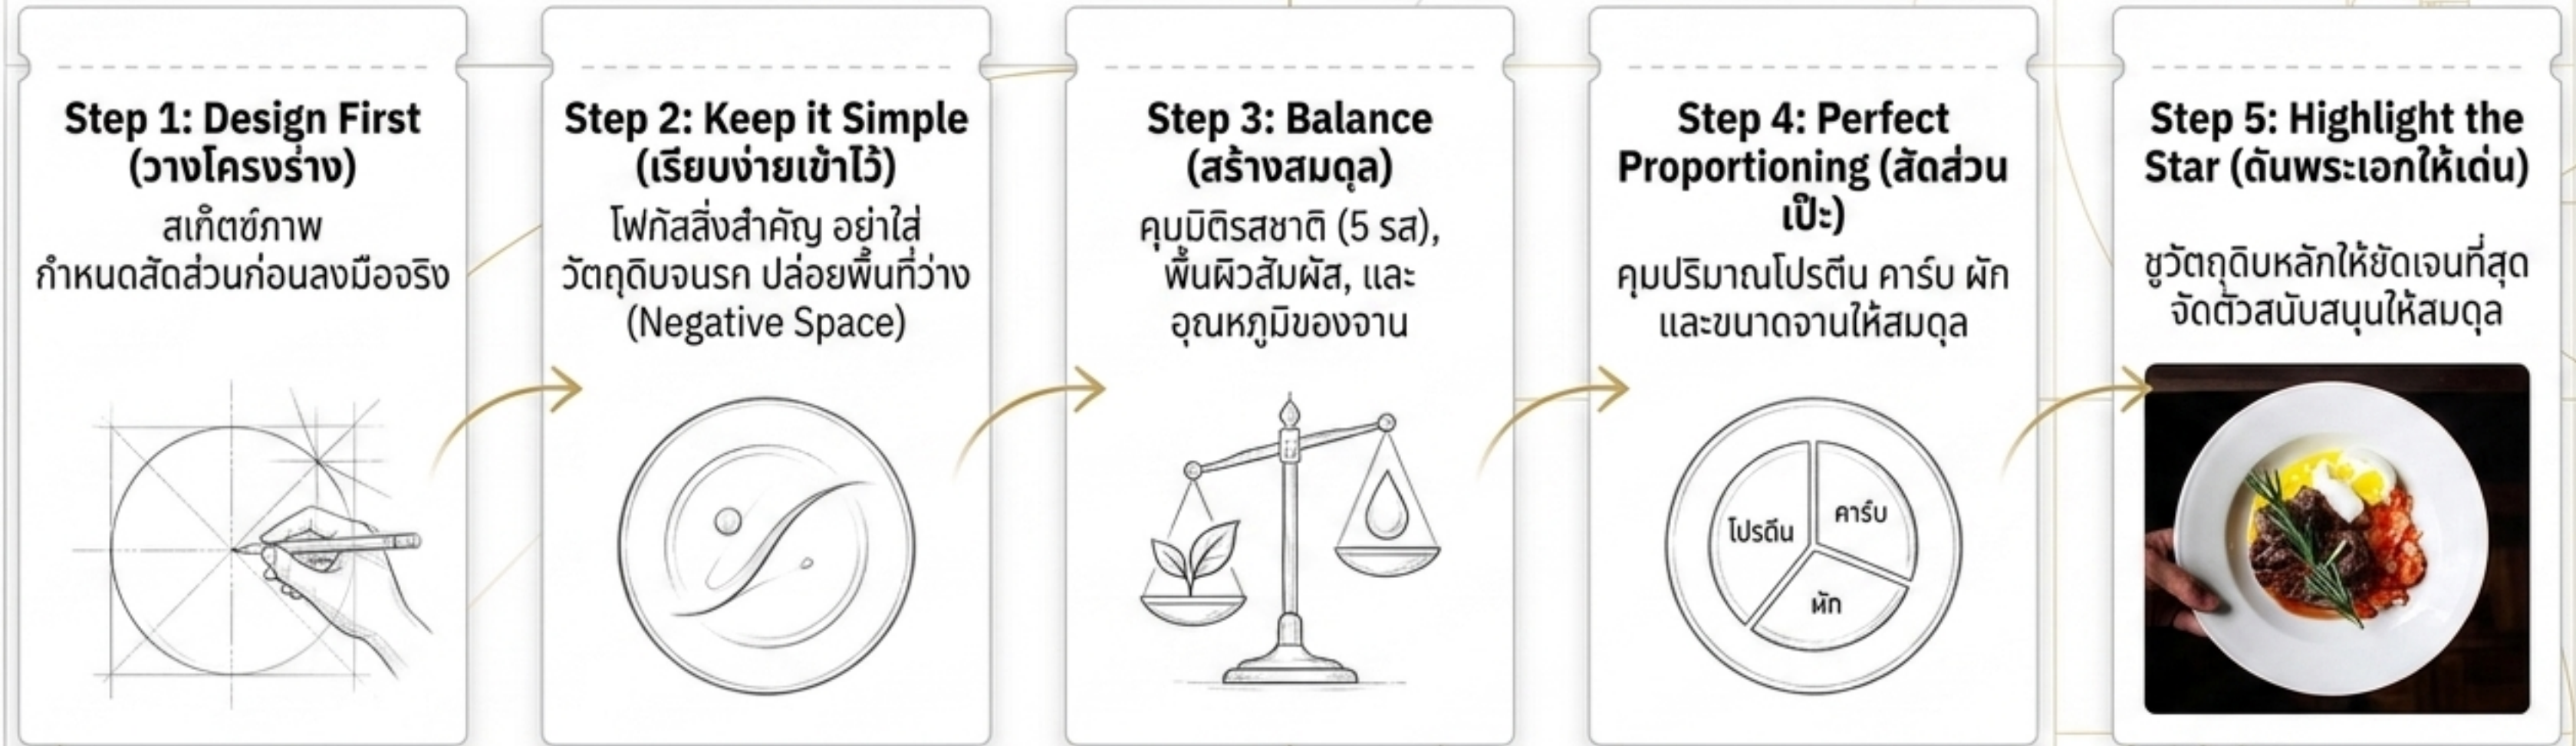 Step 1: Design First
(วางโครงร่าง)
สเก็ตซ์ภาพ
กำหนดสัดส่วนก่อนลงมือจริง
Step 2: Keep it Simple
(เรียบง่ายเข้าไว้)
โฟกัสสิ่งสำคัญ อย่าใส่
วัตถุดิบจนรก ปล่อยพื้นที่ว่าง
(Negative Space)
Step 3: Balance
(สร้างสมดุล)
คุมมิติรสชาติ (5 รส),
พื้นผิวสัมผัส, และ
อุณหภูมิของจาน
Step 4: Perfect
Proportioning (สัดส่วน
เป๊ะ)
คุมปริมาณโปรตีน คาร์บ ผัก
และขนาดจานให้สมดุล
โปรตีน
คาร์บ
ผัก
Step 5: Highlight the
Star (ดันพระเอกให้เด่น)
ชูวัตถุดิบหลักให้ยัดเจนที่สุด
จัดตัวสนับสนุนให้สมดุล